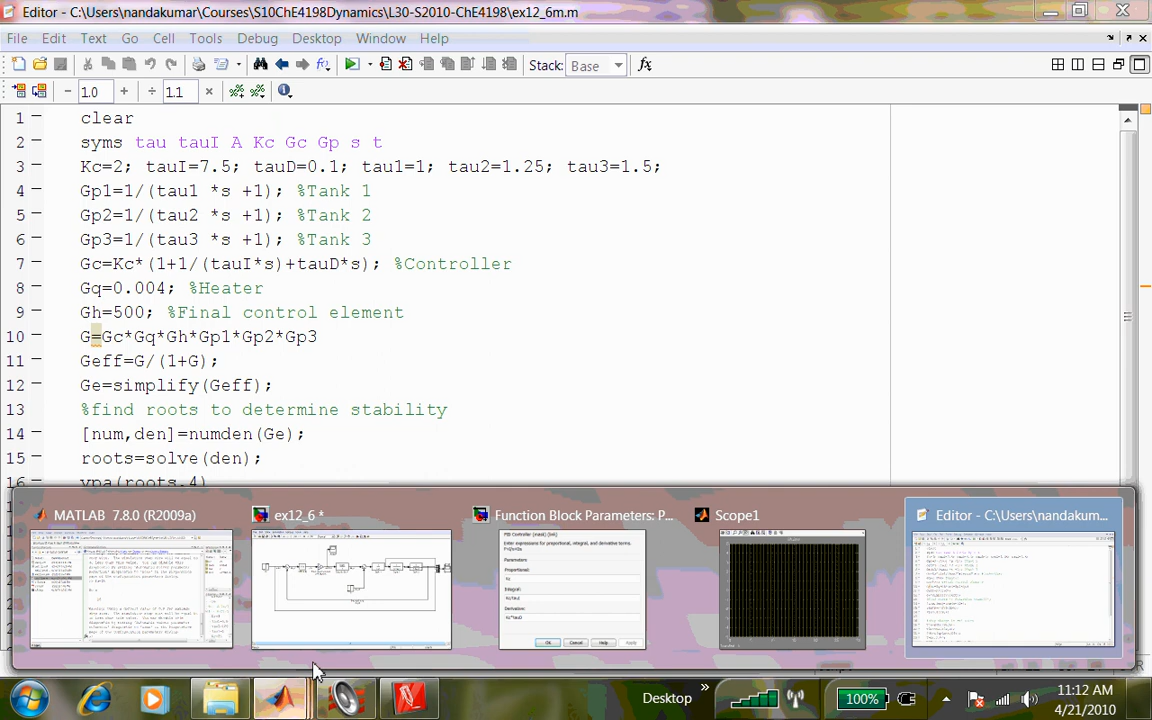 Editor - C:\Users\nandakumar\Courses\S10ChE4198Dynamics\L30-S2010-ChE4198\ex12_6m.m
File Edit Text Go Cell Tools Debug Desktop Window Help
Stack: Base fx
− 1.0 + ÷ 1.1 ×
1 clear
2 syms tau tauI A Kc Gc Gp s t
3 Kc=2; tauI=7.5; tauD=0.1; tau1=1; tau2=1.25; tau3=1.5;
4 Gp1=1/(tau1 *s +1); %Tank 1
5 Gp2=1/(tau2 *s +1); %Tank 2
6 Gp3=1/(tau3 *s +1); %Tank 3
7 Gc=Kc*(1+1/(tauI*s)+tauD*s); %Controller
8 Gq=0.004; %Heater
9 Gh=500; %Final control element
10 G=Gc*Gq*Gh*Gp1*Gp2*Gp3
11 Geff=G/(1+G);
12 Ge=simplify(Geff);
13 %find roots to determine stability
14 [num,den]=numden(Ge);
15 roots=solve(den);
16 vpa(roots,4)
MATLAB 7.8.0 (R2009a)
ex12_6 *
Function Block Parameters: P...
Scope1
Editor - C:\Users\nandakum...
Desktop »
100%
11:12 AM
4/21/2010